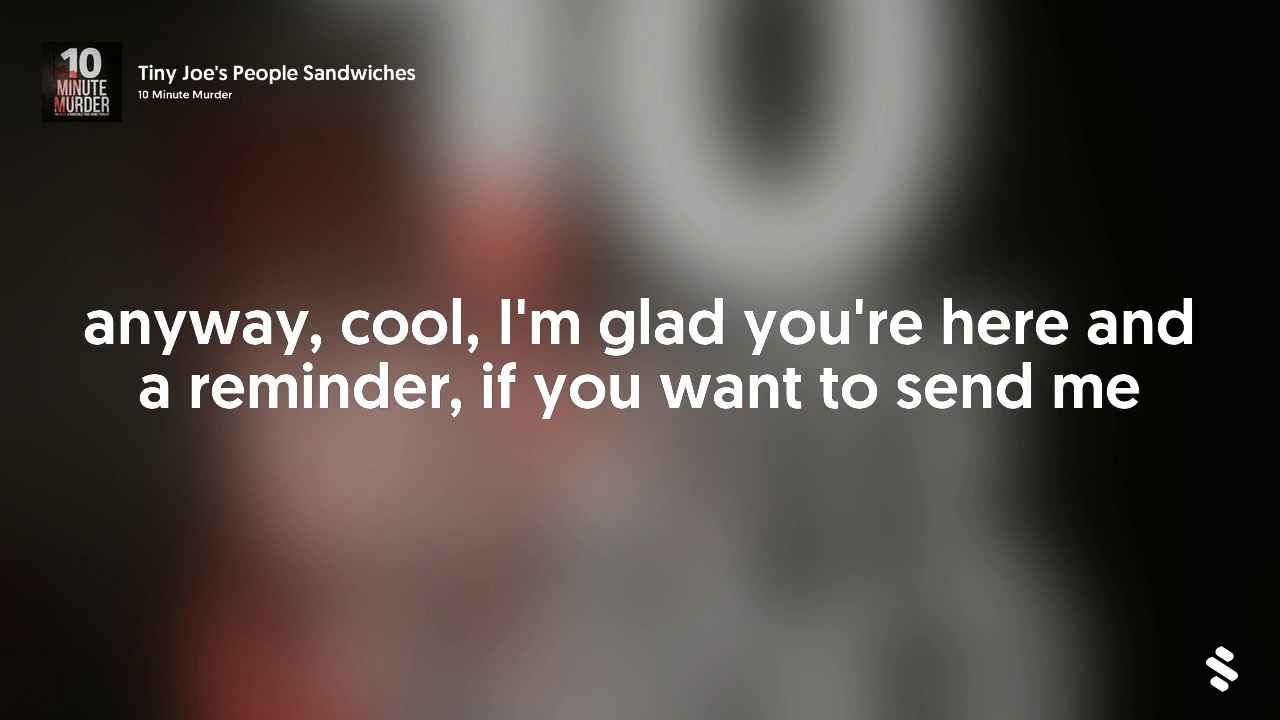 10
MINUTE
MURDER
Tiny Joe's People Sandwiches
10 Minute Murder
anyway, cool, I'm glad you're here and
a reminder, if you want to send me